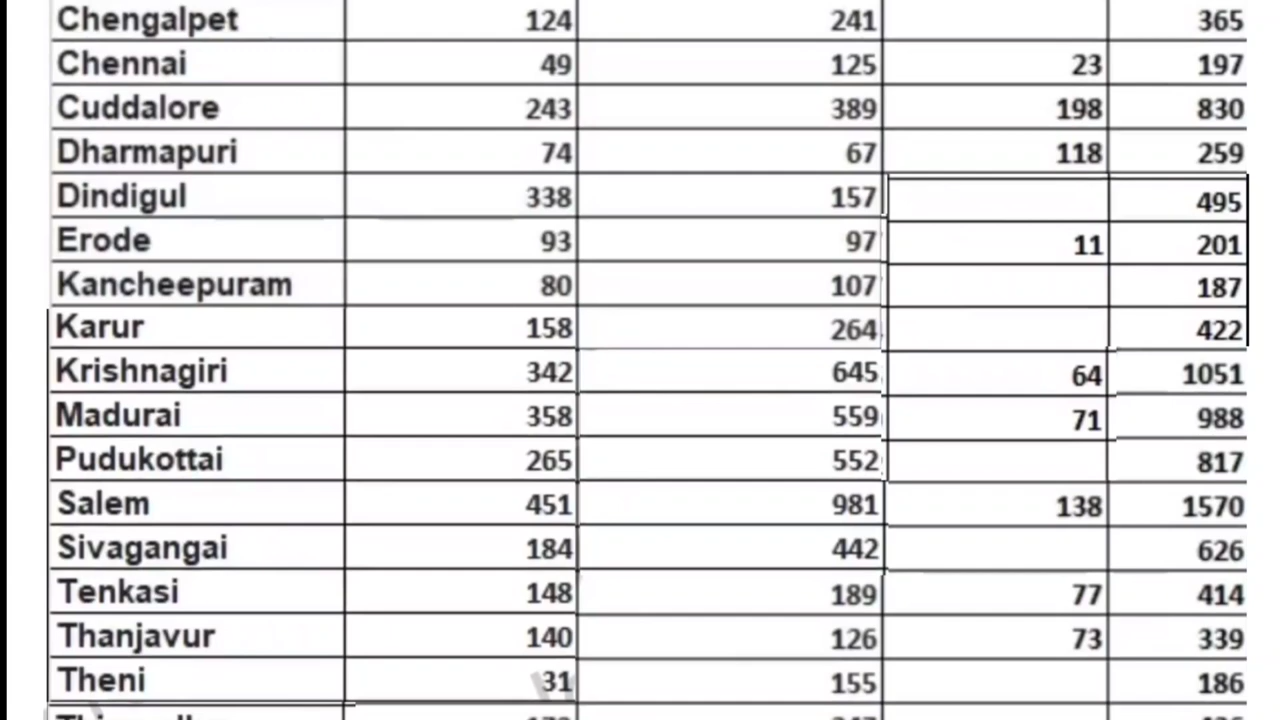 Chengalpet 124 241 365
Chennai 49 125 23 197
Cuddalore 243 389 198 830
Dharmapuri 74 67 118 259
Dindigul 338 157 495
Erode 93 97 11 201
Kancheepuram 80 107 187
Karur 158 264 422
Krishnagiri 342 645 64 1051
Madurai 358 559 71 988
Pudukottai 265 552 817
Salem 451 981 138 1570
Sivagangai 184 442 626
Tenkasi 148 189 77 414
Thanjavur 140 126 73 339
Theni 31 155 186